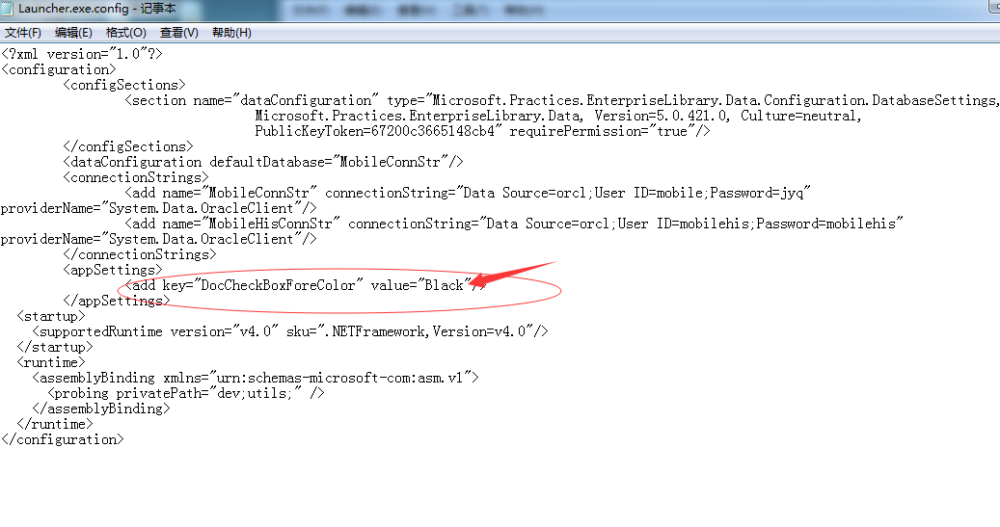 Launcher.exe.config - 记事本
文件(F) 编辑(E) 格式(O) 查看(V) 帮助(H)
<?xml version="1.0"?>
<configuration>
<configSections>
<section name="dataConfiguration" type="Microsoft.Practices.EnterpriseLibrary.Data.Configuration.DatabaseSettings,
Microsoft.Practices.EnterpriseLibrary.Data, Version=5.0.421.0, Culture=neutral,
PublicKeyToken=67200c3665148cb4" requirePermission="true"/>
</configSections>
<dataConfiguration defaultDatabase="MobileConnStr"/>
<connectionStrings>
<add name="MobileConnStr" connectionString="Data Source=orcl;User ID=mobile;Password=jyq"
providerName="System.Data.OracleClient"/>
<add name="MobileHisConnStr" connectionString="Data Source=orcl;User ID=mobilehis;Password=mobilehis"
providerName="System.Data.OracleClient"/>
</connectionStrings>
<appSettings>
<add key="DocCheckBoxForeColor" value="Black"/>
</appSettings>
<startup>
<supportedRuntime version="v4.0" sku=".NETFramework,Version=v4.0"/>
</startup>
<runtime>
<assemblyBinding xmlns="urn:schemas-microsoft-com:asm.v1">
<probing privatePath="dev;utils;" />
</assemblyBinding>
</runtime>
</configuration>